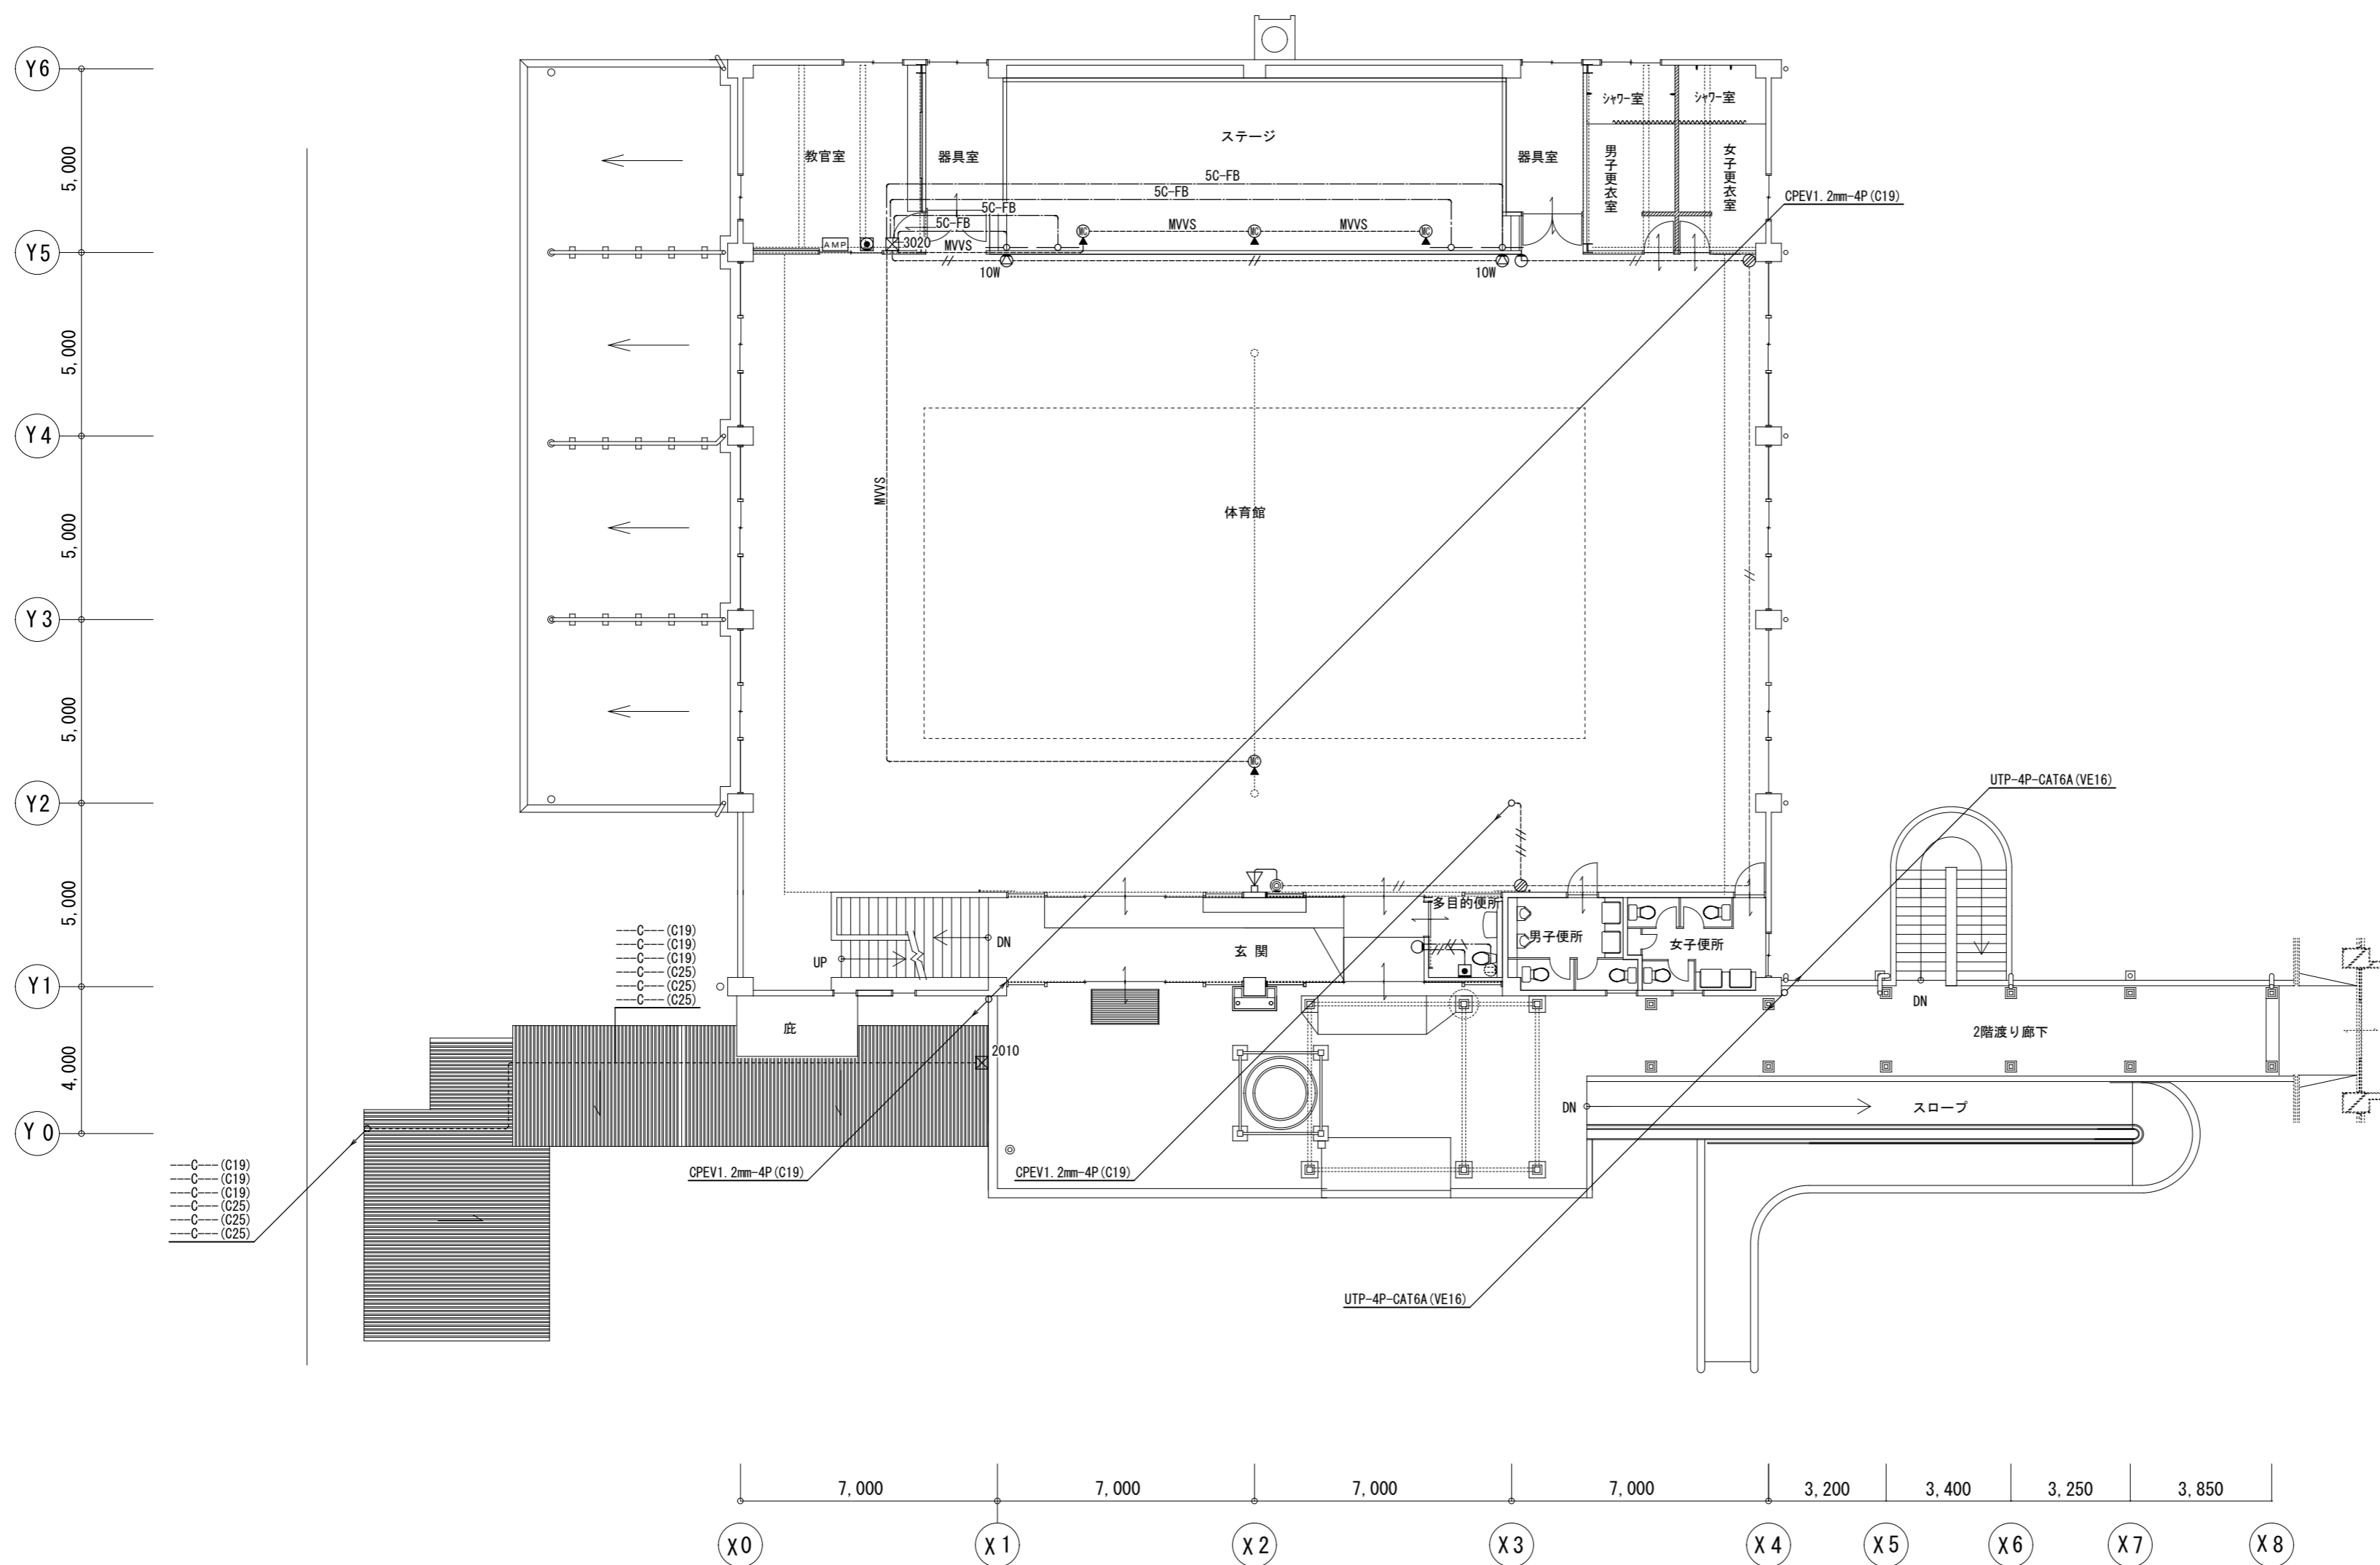 Y6
5,000
Y5
5,000
Y4
5,000
Y3
5,000
Y2
5,000
Y1
4,000
Y0
教官室
器具室
ステージ
器具室
シャワー室
シャワー室
男子更衣室
女子更衣室
CPEV1.2mm-4P(C19)
5C-FB
5C-FB
5C-FB
5C-FB
MVVS
MVVS
MVVS
AMP
3020
MC
MC
MC
10W
10W
MVVS
体育館
MC
UTP-4P-CAT6A(VE16)
多目的便所
男子便所
女子便所
玄関
DN
UP
---C---(C19)
---C---(C19)
---C---(C19)
---C---(C25)
---C---(C25)
---C---(C25)
庇
2010
DN
2階渡り廊下
DN
スロープ
---C---(C19)
---C---(C19)
---C---(C19)
---C---(C25)
---C---(C25)
---C---(C25)
CPEV1.2mm-4P(C19)
CPEV1.2mm-4P(C19)
UTP-4P-CAT6A(VE16)
7,000
7,000
7,000
7,000
3,200
3,400
3,250
3,850
X0
X1
X2
X3
X4
X5
X6
X7
X8